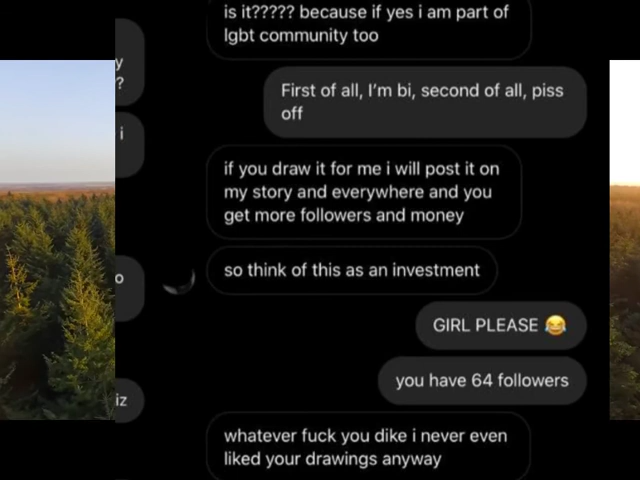 is it????? because if yes i am part of
lgbt community too
y
?
First of all, I'm bi, second of all, piss
off
i
if you draw it for me i will post it on
my story and everywhere and you
get more followers and money
so think of this as an investment
o
GIRL PLEASE 😂
you have 64 followers
iz
whatever fuck you dike i never even
liked your drawings anyway